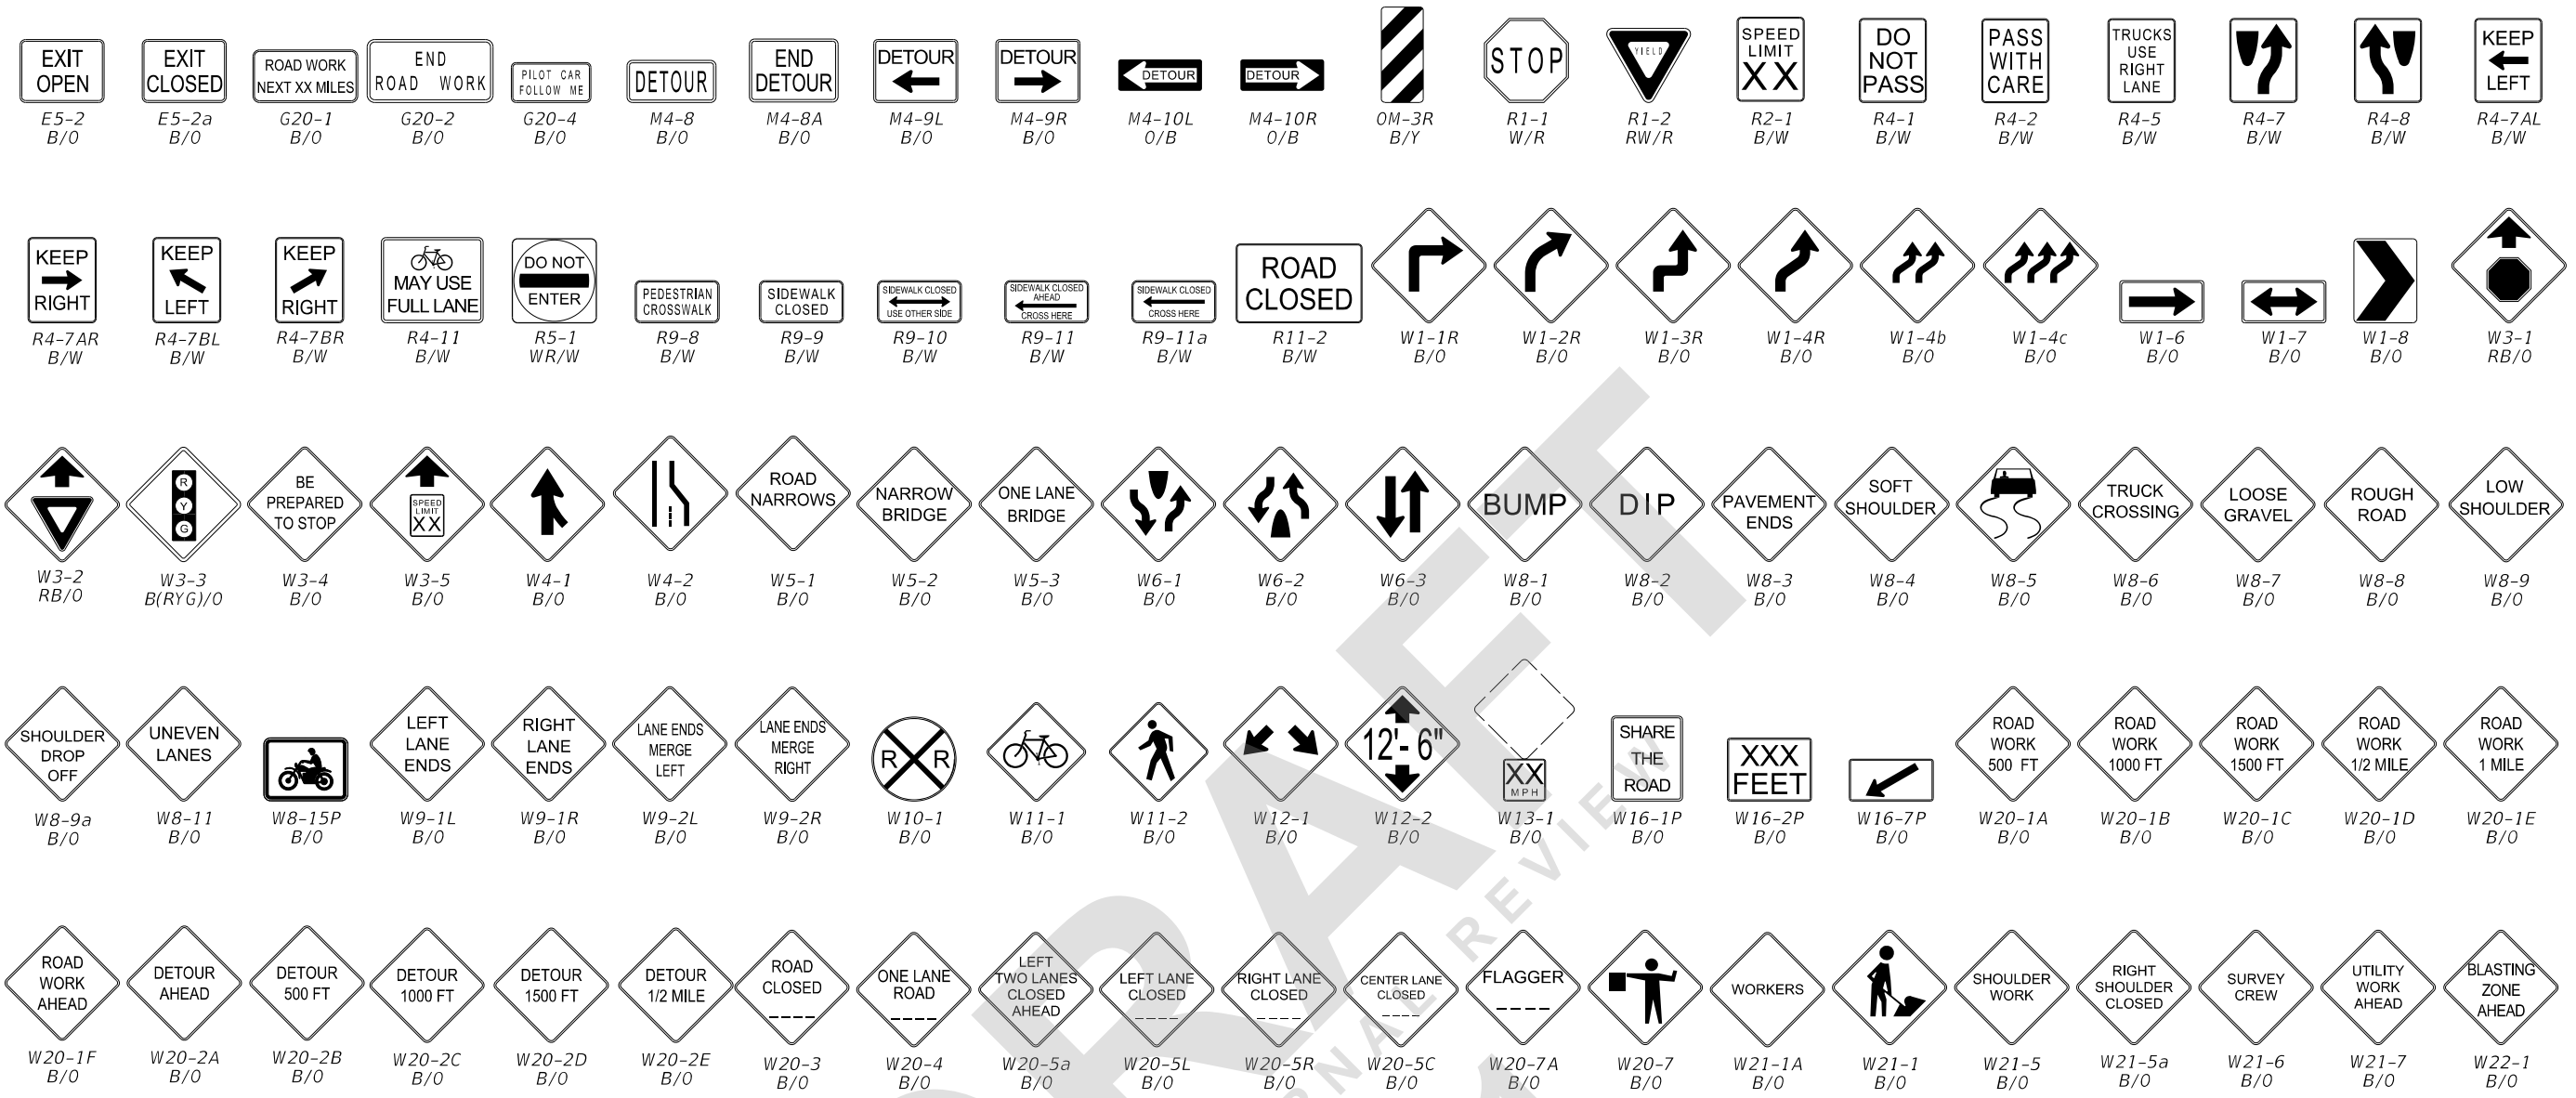 EXIT
OPEN
E5-2
B/O
EXIT
CLOSED
E5-2a
B/O
ROAD WORK
NEXT XX MILES
G20-1
B/O
END
ROAD WORK
G20-2
B/O
PILOT CAR
FOLLOW ME
G20-4
B/O
DETOUR
M4-8
B/O
END
DETOUR
M4-8A
B/O
DETOUR
M4-9L
B/O
DETOUR
M4-9R
B/O
DETOUR
M4-10L
O/B
DETOUR
M4-10R
O/B
OM-3R
B/Y
STOP
R1-1
W/R
YIELD
R1-2
RW/R
SPEED
LIMIT
XX
R2-1
B/W
DO
NOT
PASS
R4-1
B/W
PASS
WITH
CARE
R4-2
B/W
TRUCKS
USE
RIGHT
LANE
R4-5
B/W
R4-7
B/W
R4-8
B/W
KEEP
LEFT
R4-7AL
B/W
KEEP
RIGHT
R4-7AR
B/W
KEEP
LEFT
R4-7BL
B/W
KEEP
RIGHT
R4-7BR
B/W
MAY USE
FULL LANE
R4-11
B/W
DO NOT
ENTER
R5-1
WR/W
PEDESTRIAN
CROSSWALK
R9-8
B/W
SIDEWALK
CLOSED
R9-9
B/W
SIDEWALK CLOSED
USE OTHER SIDE
R9-10
B/W
SIDEWALK CLOSED
AHEAD
CROSS HERE
R9-11
B/W
SIDEWALK CLOSED
CROSS HERE
R9-11a
B/W
ROAD
CLOSED
R11-2
B/W
W1-1R
B/O
W1-2R
B/O
W1-3R
B/O
W1-4R
B/O
W1-4b
B/O
W1-4c
B/O
W1-6
B/O
W1-7
B/O
W1-8
B/O
W3-1
RB/O
W3-2
RB/O
R
Y
G
W3-3
B(RYG)/O
BE
PREPARED
TO STOP
W3-4
B/O
SPEED
LIMIT
XX
W3-5
B/O
W4-1
B/O
W4-2
B/O
ROAD
NARROWS
W5-1
B/O
NARROW
BRIDGE
W5-2
B/O
ONE LANE
BRIDGE
W5-3
B/O
W6-1
B/O
W6-2
B/O
W6-3
B/O
BUMP
W8-1
B/O
DIP
W8-2
B/O
PAVEMENT
ENDS
W8-3
B/O
SOFT
SHOULDER
W8-4
B/O
W8-5
B/O
TRUCK
CROSSING
W8-6
B/O
LOOSE
GRAVEL
W8-7
B/O
ROUGH
ROAD
W8-8
B/O
LOW
SHOULDER
W8-9
B/O
SHOULDER
DROP
OFF
W8-9a
B/O
UNEVEN
LANES
W8-11
B/O
W8-15P
B/O
LEFT
LANE
ENDS
W9-1L
B/O
RIGHT
LANE
ENDS
W9-1R
B/O
LANE ENDS
MERGE
LEFT
W9-2L
B/O
LANE ENDS
MERGE
RIGHT
W9-2R
B/O
R R
W10-1
B/O
W11-1
B/O
W11-2
B/O
W12-1
B/O
12'-6"
W12-2
B/O
XX
MPH
W13-1
B/O
SHARE
THE
ROAD
W16-1P
B/O
XXX
FEET
W16-2P
B/O
W16-7P
B/O
ROAD
WORK
500 FT
W20-1A
B/O
ROAD
WORK
1000 FT
W20-1B
B/O
ROAD
WORK
1500 FT
W20-1C
B/O
ROAD
WORK
1/2 MILE
W20-1D
B/O
ROAD
WORK
1 MILE
W20-1E
B/O
ROAD
WORK
AHEAD
W20-1F
B/O
DETOUR
AHEAD
W20-2A
B/O
DETOUR
500 FT
W20-2B
B/O
DETOUR
1000 FT
W20-2C
B/O
DETOUR
1500 FT
W20-2D
B/O
DETOUR
1/2 MILE
W20-2E
B/O
ROAD
CLOSED
----
W20-3
B/O
ONE LANE
ROAD
----
W20-4
B/O
LEFT
TWO LANES
CLOSED
AHEAD
W20-5a
B/O
LEFT LANE
CLOSED
----
W20-5L
B/O
RIGHT LANE
CLOSED
----
W20-5R
B/O
CENTER LANE
CLOSED
----
W20-5C
B/O
FLAGGER
----
W20-7A
B/O
W20-7
B/O
WORKERS
W21-1A
B/O
W21-1
B/O
SHOULDER
WORK
W21-5
B/O
RIGHT
SHOULDER
CLOSED
W21-5a
B/O
SURVEY
CREW
W21-6
B/O
UTILITY
WORK
AHEAD
W21-7
B/O
BLASTING
ZONE
AHEAD
W22-1
B/O
RAFT
REVIEW